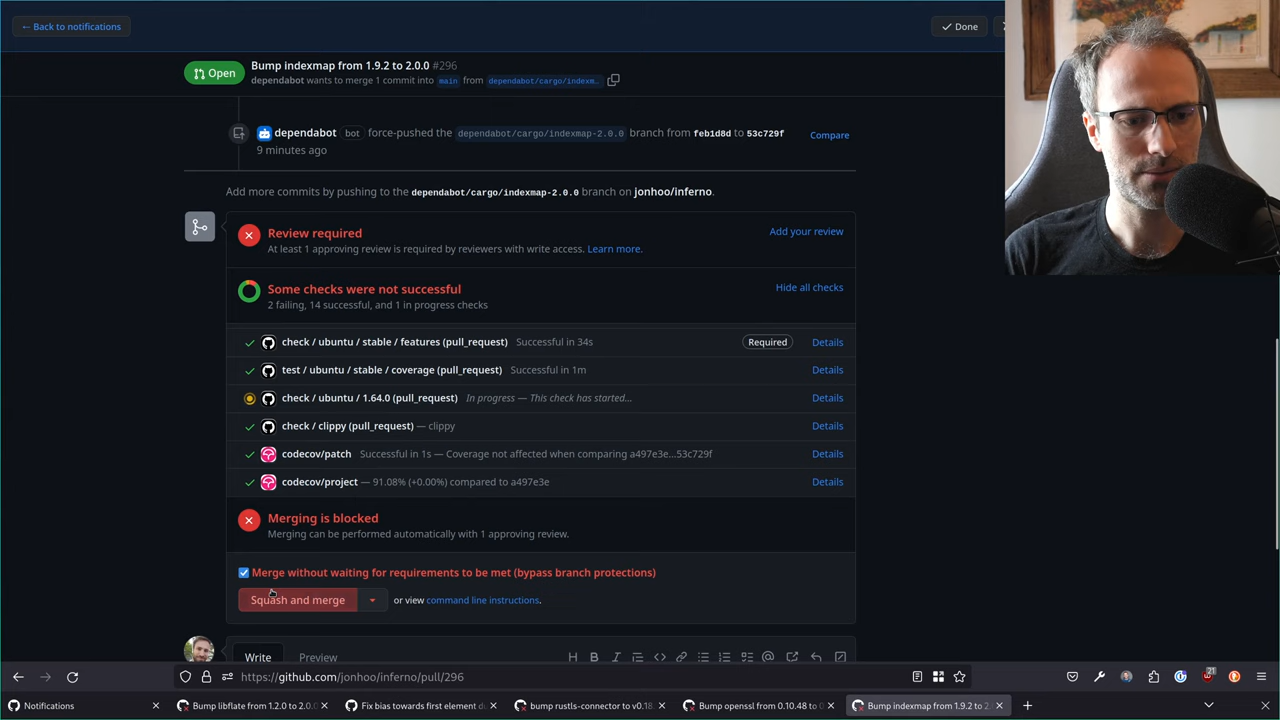 ← Back to notifications
✓ Done
Open
Bump indexmap from 1.9.2 to 2.0.0 #296
dependabot wants to merge 1 commit into main from dependabot/cargo/indexm…
dependabot bot force-pushed the dependabot/cargo/indexmap-2.0.0 branch from feb1d8d to 53c729f
Compare
9 minutes ago
Add more commits by pushing to the dependabot/cargo/indexmap-2.0.0 branch on jonhoo/inferno.
Review required
Add your review
At least 1 approving review is required by reviewers with write access. Learn more.
Some checks were not successful
Hide all checks
2 failing, 14 successful, and 1 in progress checks
check / ubuntu / stable / features (pull_request) Successful in 34s Required Details
test / ubuntu / stable / coverage (pull_request) Successful in 1m Details
check / ubuntu / 1.64.0 (pull_request) In progress — This check has started… Details
check / clippy (pull_request) — clippy Details
codecov/patch Successful in 1s — Coverage not affected when comparing a497e3e…53c729f Details
codecov/project — 91.08% (+0.00%) compared to a497e3e Details
Merging is blocked
Merging can be performed automatically with 1 approving review.
Merge without waiting for requirements to be met (bypass branch protections)
Squash and merge or view command line instructions.
Write Preview
https://github.com/jonhoo/inferno/pull/296
21
Notifications
Bump libflate from 1.2.0 to 2.0.
Fix bias towards first element d
bump rustls-connector to v0.18.
Bump openssl from 0.10.48 to 0
Bump indexmap from 1.9.2 to 2